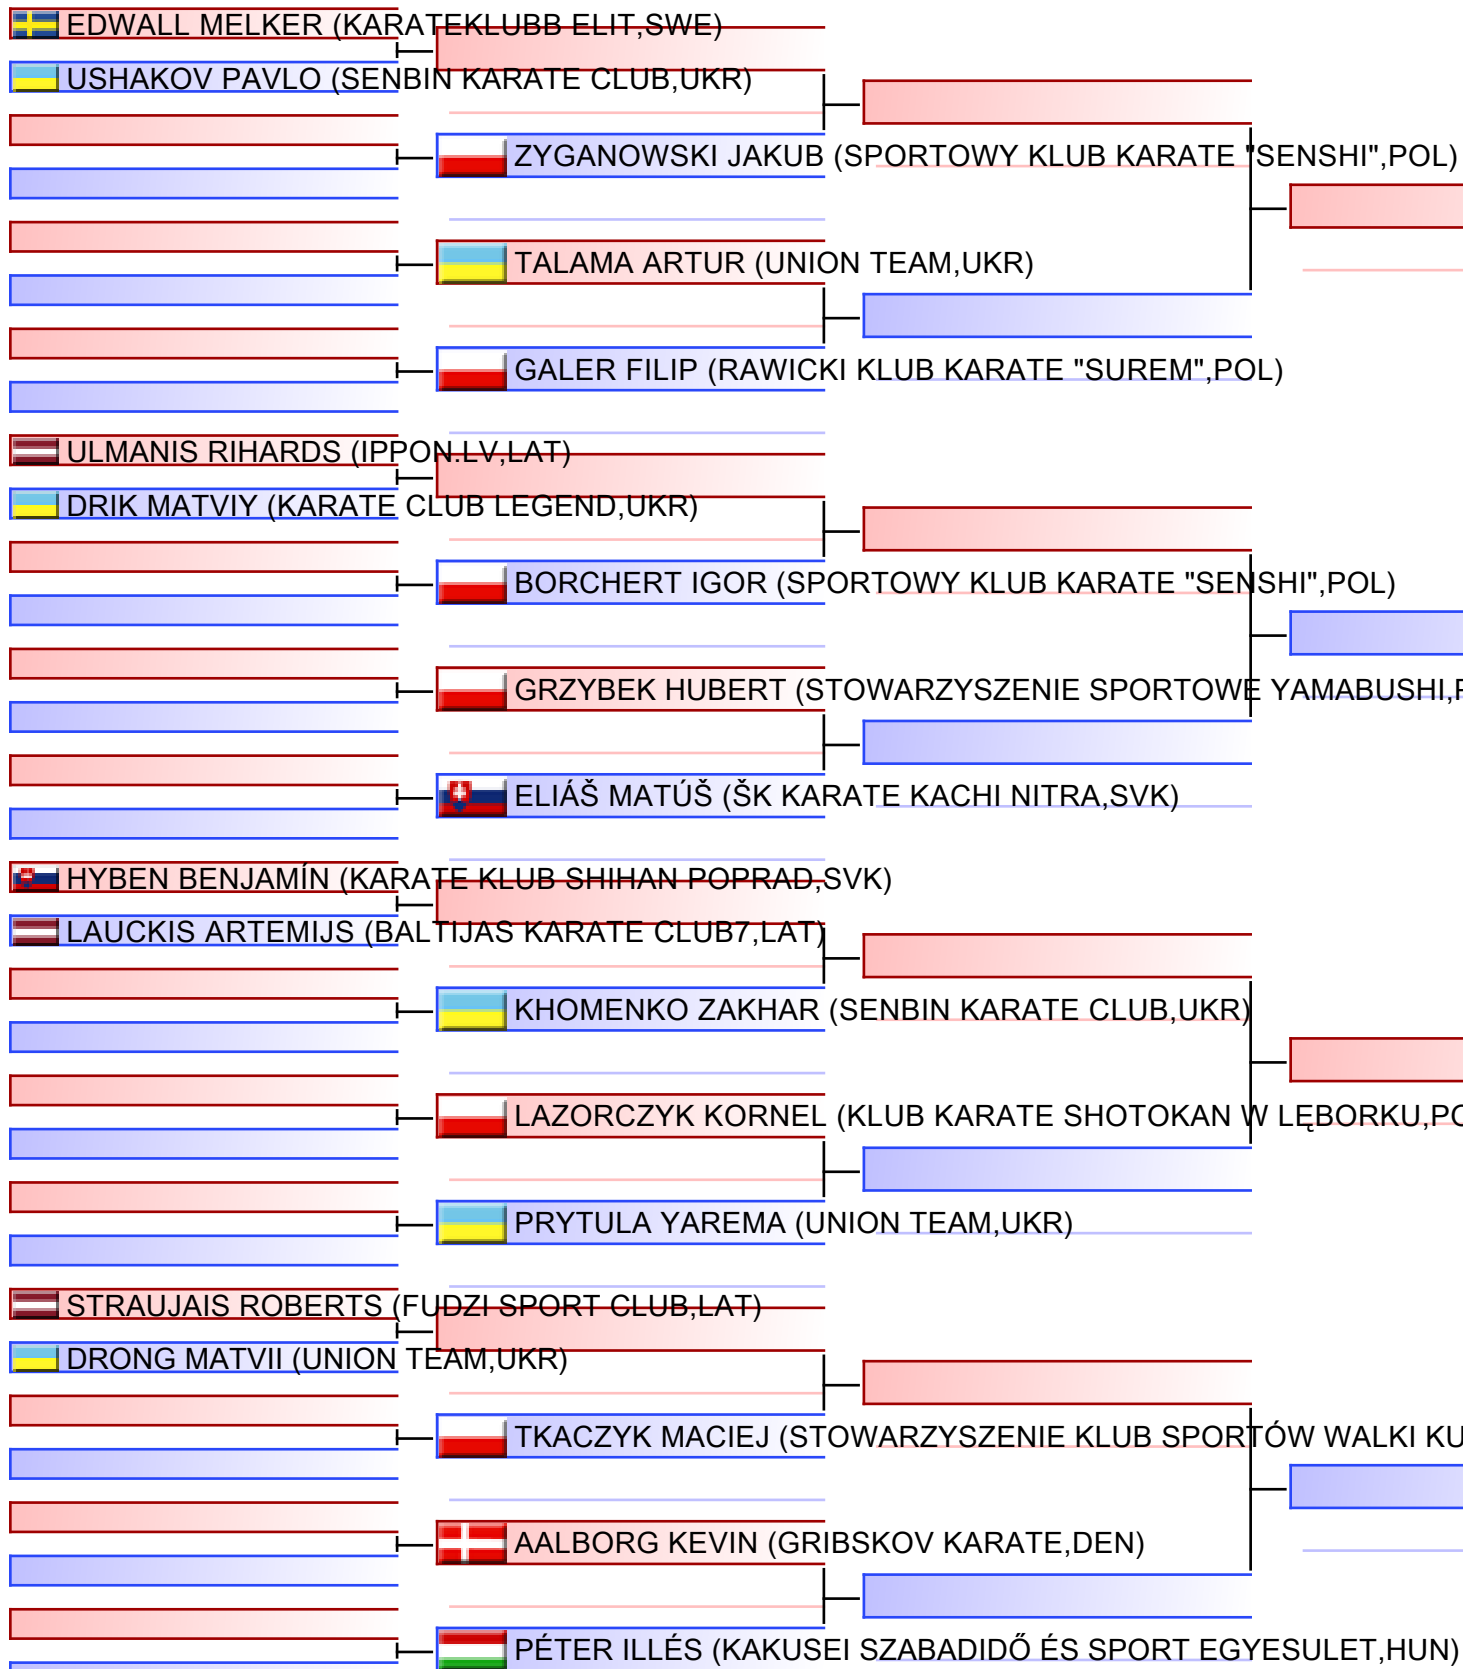 EDWALL MELKER (KARATEKLUBB ELIT,SWE)
USHAKOV PAVLO (SENBIN KARATE CLUB,UKR)
ZYGANOWSKI JAKUB (SPORTOWY KLUB KARATE "SENSHI",POL)
TALAMA ARTUR (UNION TEAM,UKR)
GALER FILIP (RAWICKI KLUB KARATE "SUREM",POL)
ULMANIS RIHARDS (IPPON.LV,LAT)
DRIK MATVIY (KARATE CLUB LEGEND,UKR)
BORCHERT IGOR (SPORTOWY KLUB KARATE "SENSHI",POL)
GRZYBEK HUBERT (STOWARZYSZENIE SPORTOWE YAMABUSHI,
ELIÁŠ MATÚŠ (ŠK KARATE KACHI NITRA,SVK)
HYBEN BENJAMÍN (KARATE KLUB SHIHAN POPRAD,SVK)
LAUCKIS ARTEMIJS (BALTIJAS KARATE CLUB7,LAT)
KHOMENKO ZAKHAR (SENBIN KARATE CLUB,UKR)
LAZORCZYK KORNEL (KLUB KARATE SHOTOKAN W LĘBORKU,
PRYTULA YAREMA (UNION TEAM,UKR)
STRAUJAIS ROBERTS (FUDZI SPORT CLUB,LAT)
DRONG MATVII (UNION TEAM,UKR)
TKACZYK MACIEJ (STOWARZYSZENIE KLUB SPORTÓW WALKI
AALBORG KEVIN (GRIBSKOV KARATE,DEN)
PÉTER ILLÉS (KAKUSEI SZABADIDŐ ÉS SPORT EGYESULET,HUN)